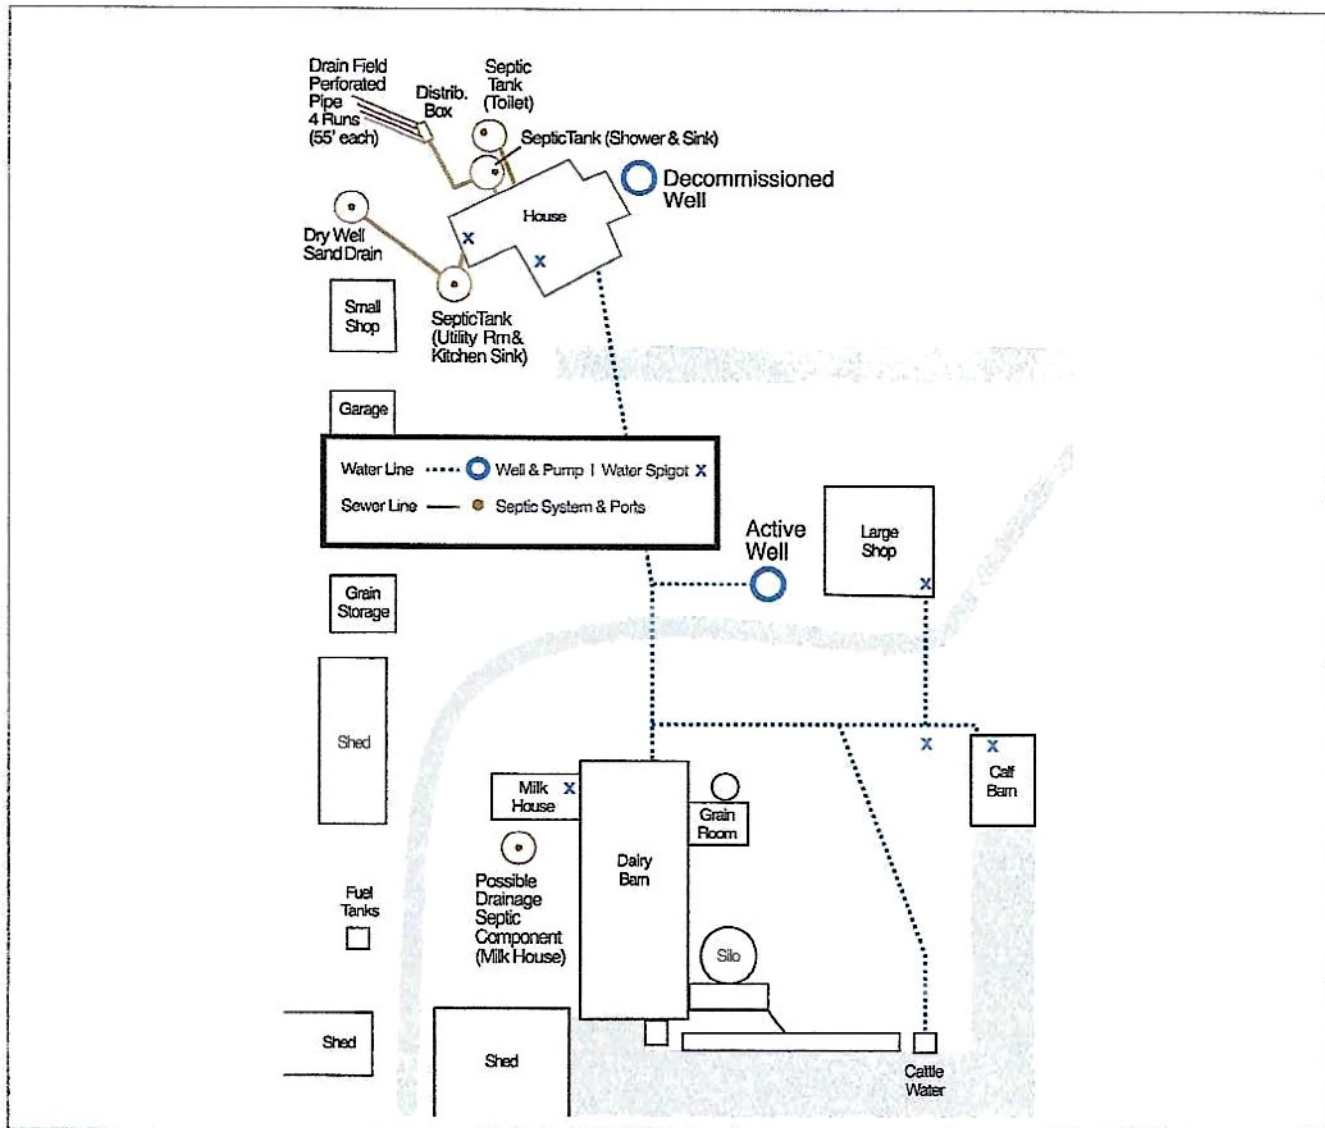 Drain Field
Perforated
Pipe
4 Runs
(55' each)
Distrib.
Box
Septic
Tank
(Toilet)
SepticTank (Shower & Sink)
Decommissioned
Well
House
Dry Well
Sand Drain
Small
Shop
SepticTank
(Utility Rm&
Kitchen Sink)
Garage
Water Line Well & Pump | Water Spigot X
Sewer Line Septic System & Ports
Active
Well
Large
Shop
X
X
X
Grain
Storage
Shed
X
X
Calf
Barn
Milk
House
X
Grain
Room
Dairy
Barn
Possible
Drainage
Septic
Component
(Milk House)
Fuel
Tanks
Silo
Shed
Shed
Cattle
Water